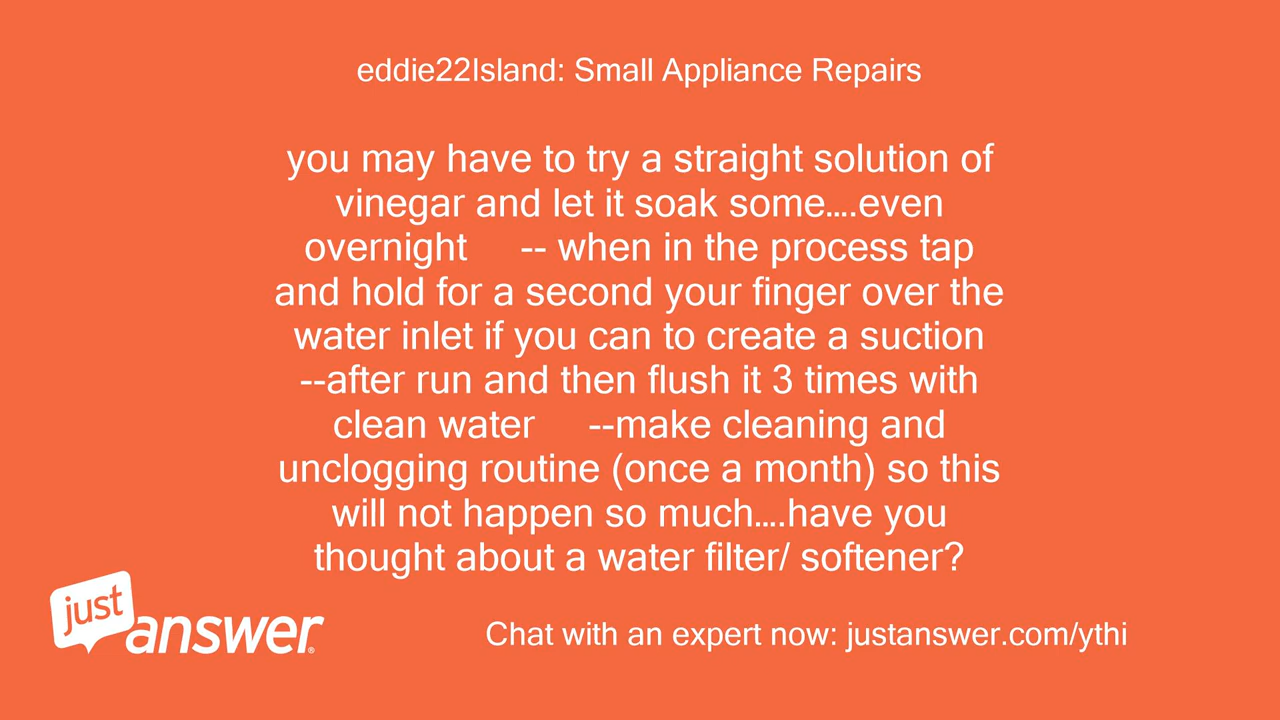 eddie22Island: Small Appliance Repairs
you may have to try a straight solution of
vinegar and let it soak some....even
overnight     -- when in the process tap
and hold for a second your finger over the
water inlet if you can to create a suction
--after run and then flush it 3 times with
clean water     --make cleaning and
unclogging routine (once a month) so this
will not happen so much....have you
thought about a water filter/ softener?
just
answer®
Chat with an expert now: justanswer.com/ythi